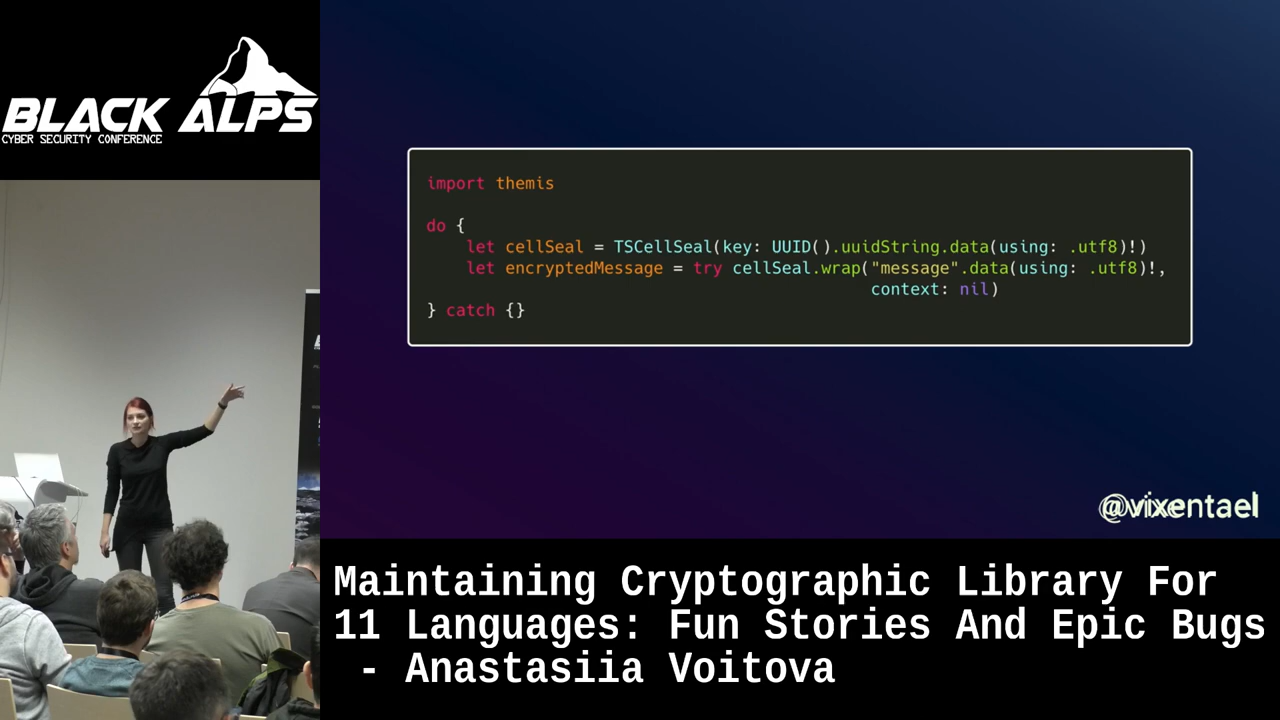 BLACK ALPS
CYBER SECURITY CONFERENCE
import themis
do {
let cellSeal = TSCellSeal(key: UUID().uuidString.data(using: .utf8)!)
let encryptedMessage = try cellSeal.wrap("message".data(using: .utf8)!,
context: nil)
} catch {}
@vixentael
Maintaining Cryptographic Library For
11 Languages: Fun Stories And Epic Bugs
- Anastasiia Voitova